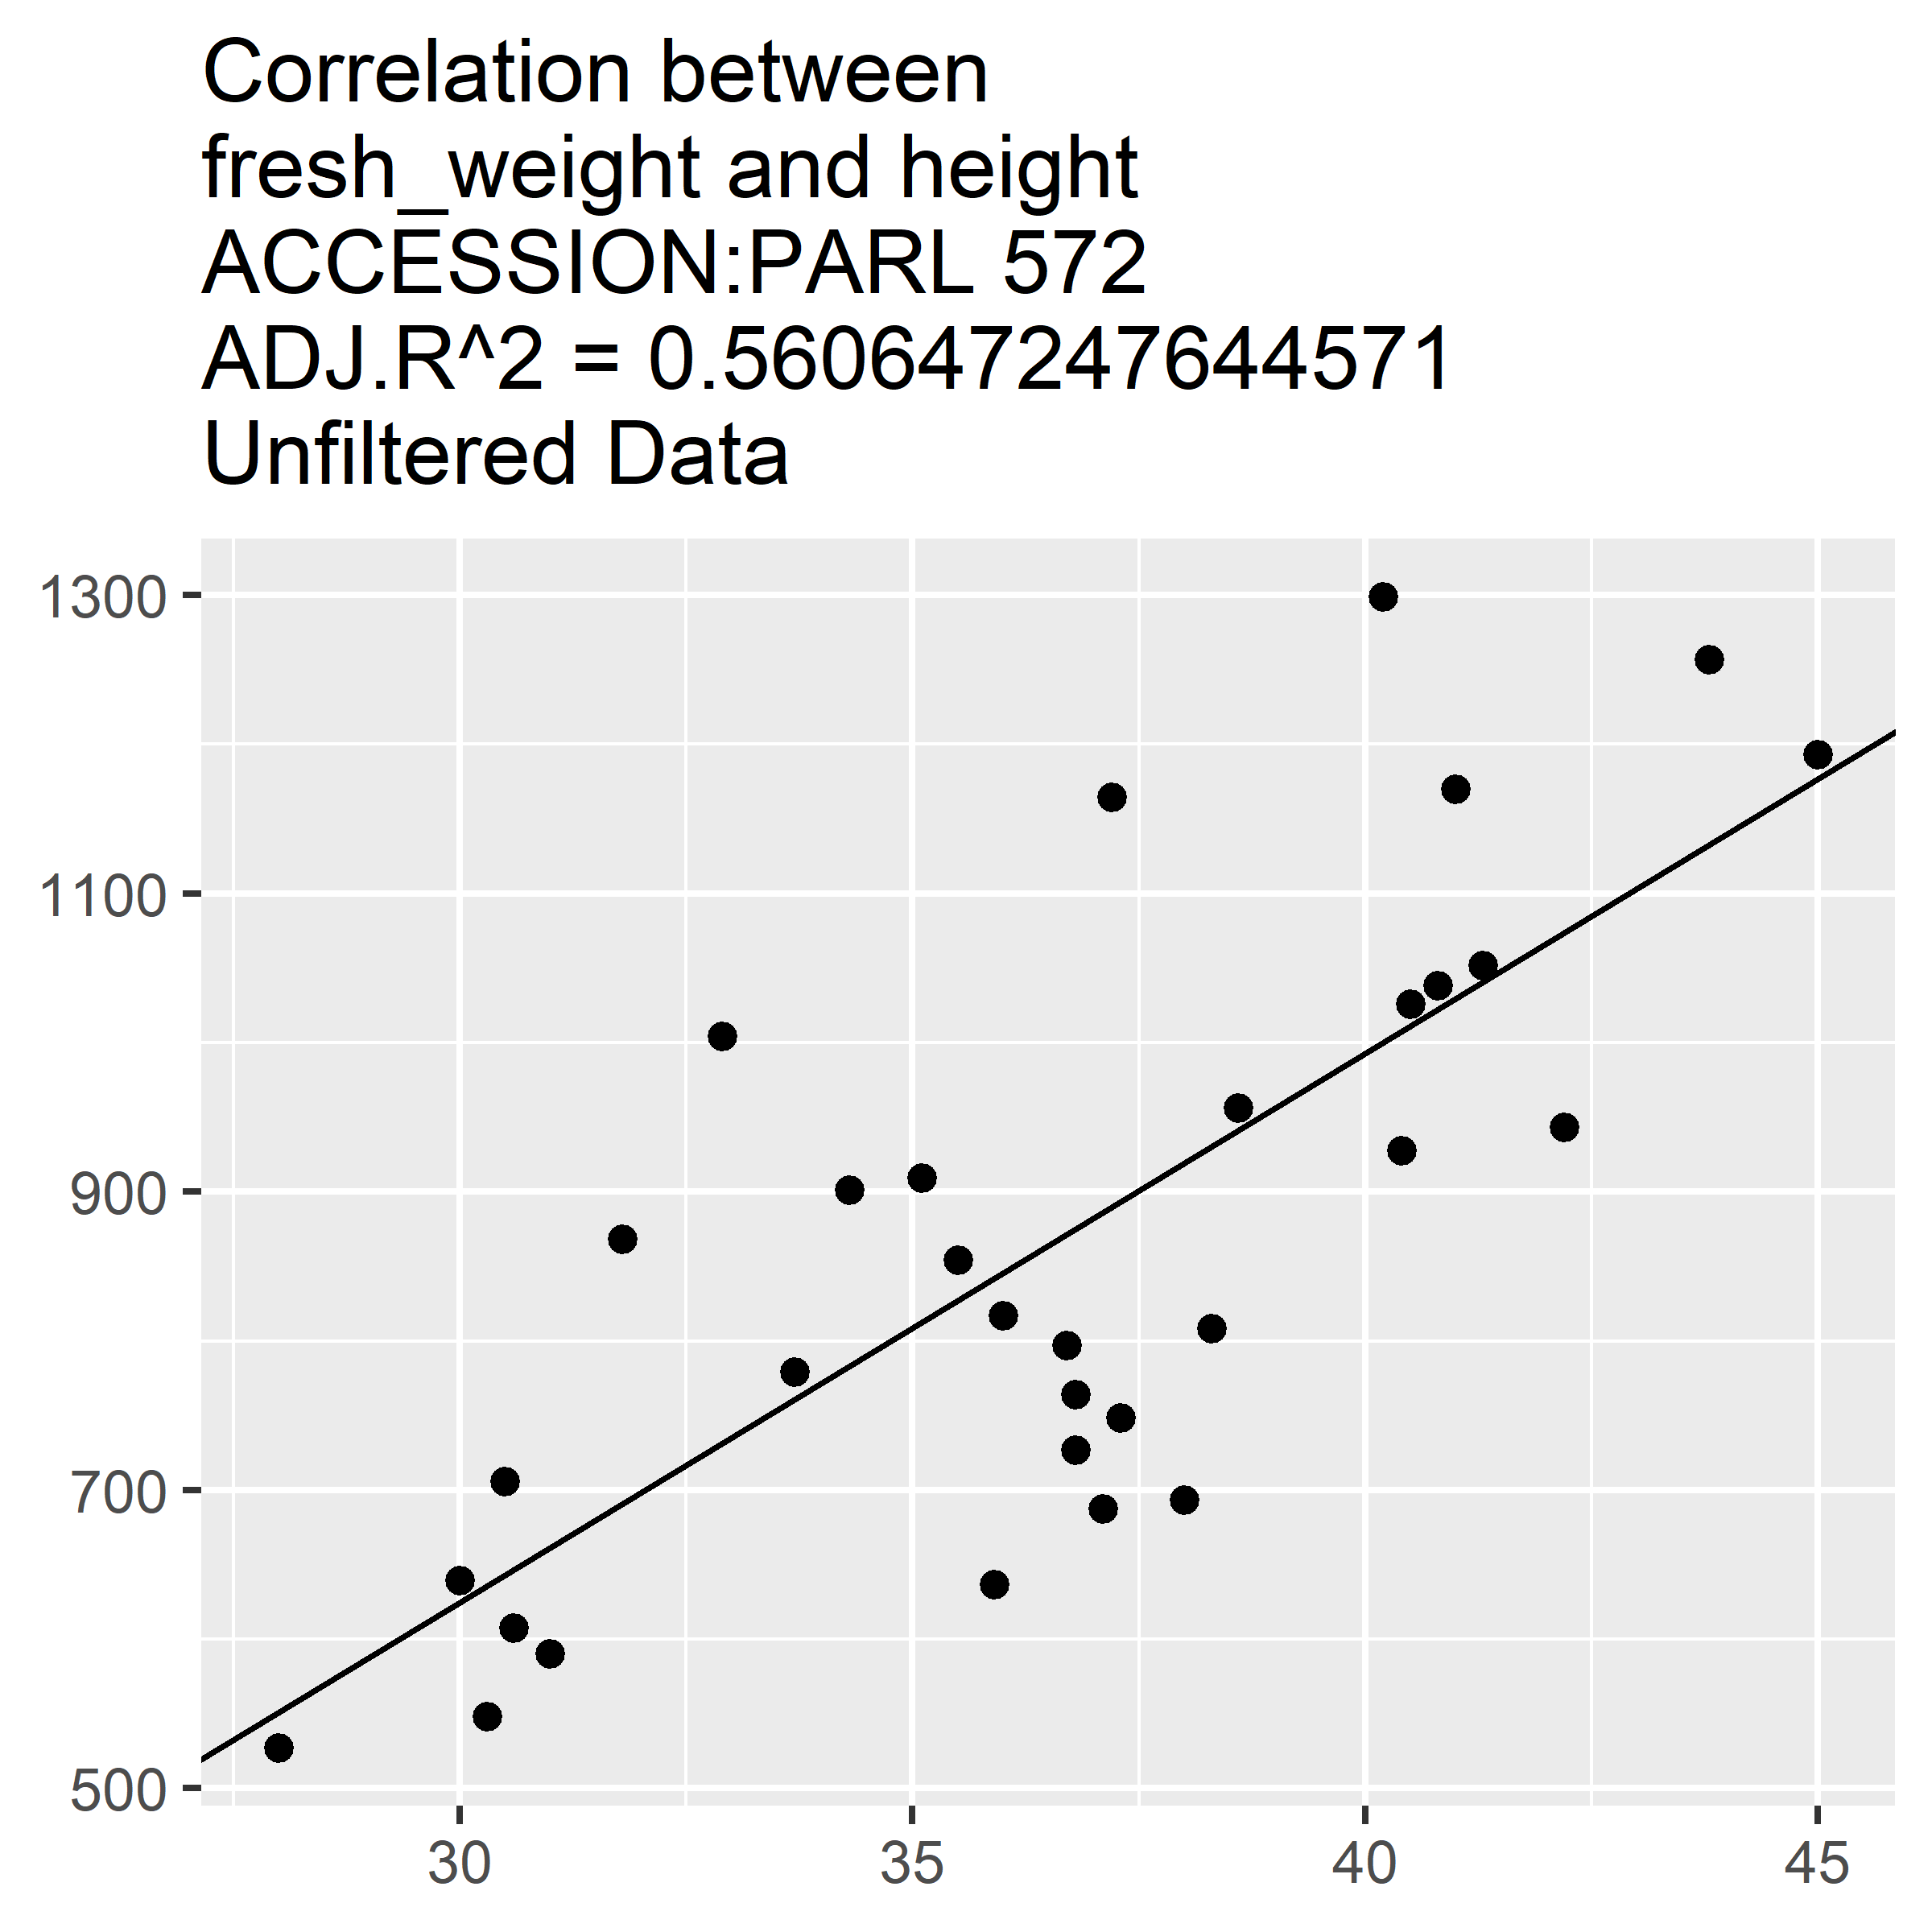 Correlation between
fresh_weight and height
ACCESSION:PARL 572
ADJ.R^2 = 0.560647247644571
Unfiltered Data
1300
1100
900
700
500
30 35 40 45